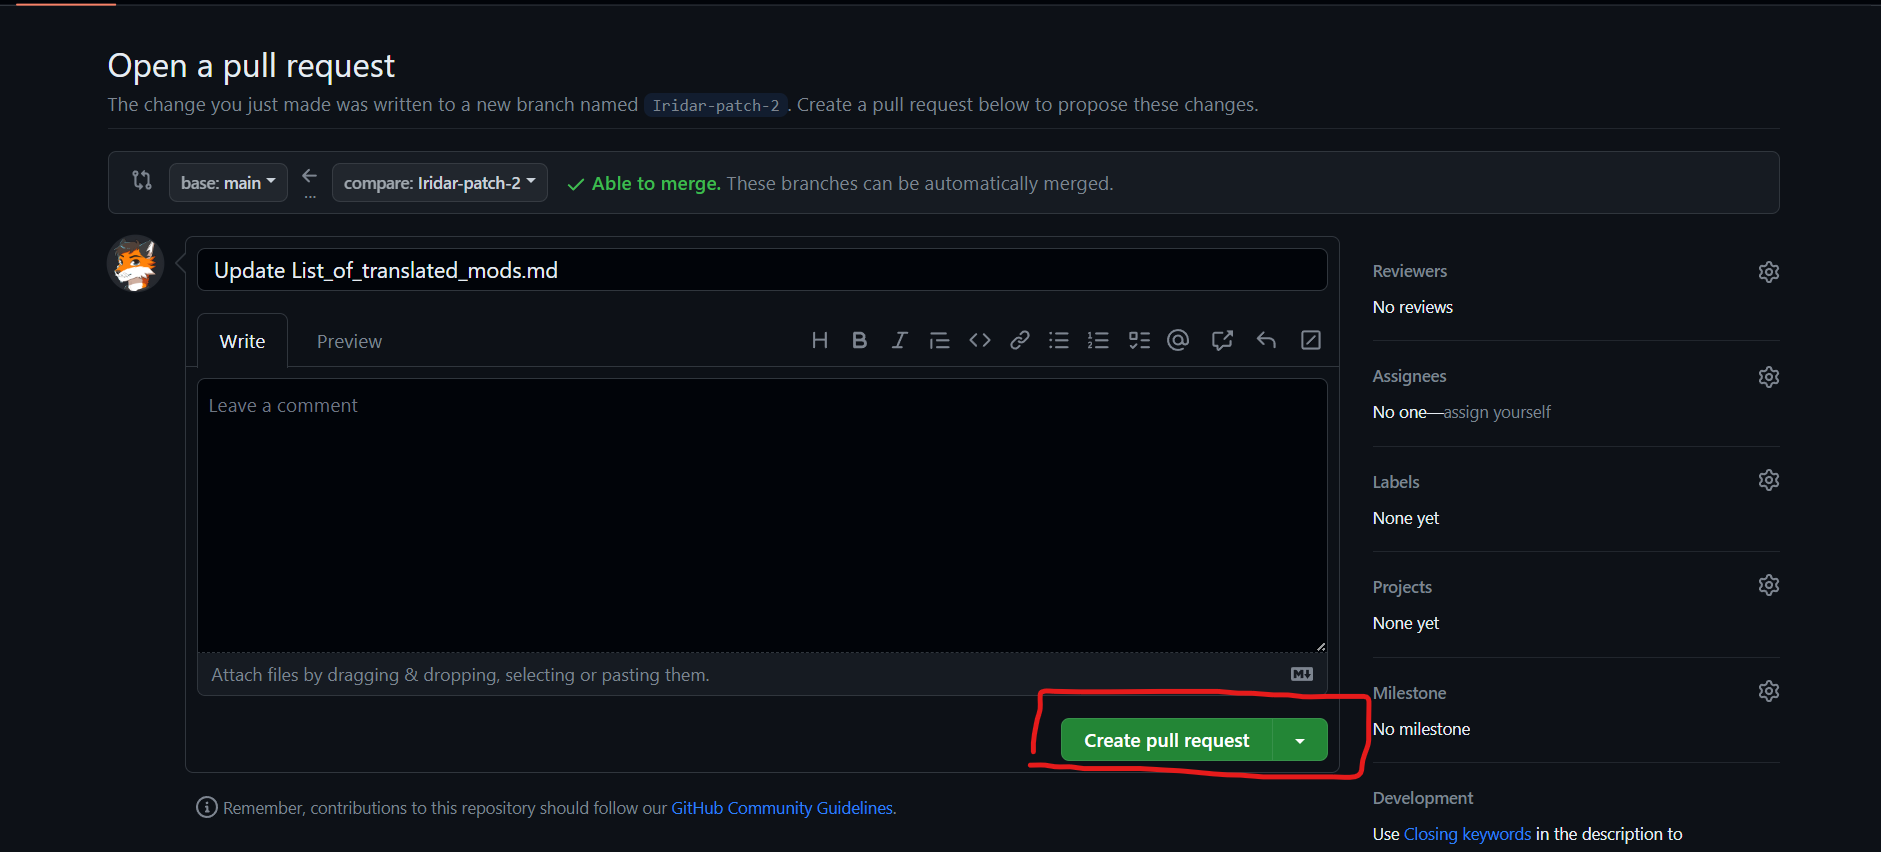 Open a pull request
The change you just made was written to a new branch named Iridar-patch-2. Create a pull request below to propose these changes.
base: main
compare: Iridar-patch-2
Able to merge. These branches can be automatically merged.
Update List_of_translated_mods.md
Write
Preview
Leave a comment
Attach files by dragging & dropping, selecting or pasting them.
Create pull request
Remember, contributions to this repository should follow our GitHub Community Guidelines.
Reviewers
No reviews
Assignees
No one—assign yourself
Labels
None yet
Projects
None yet
Milestone
No milestone
Development
Use Closing keywords in the description to